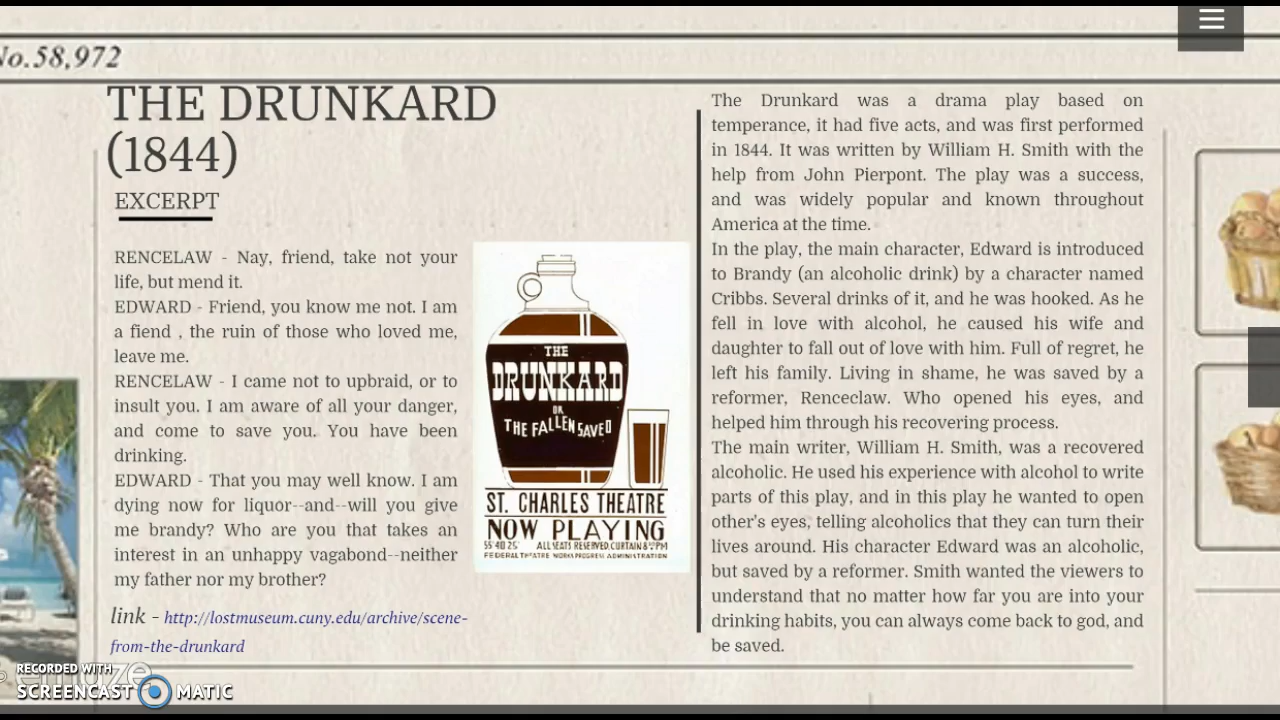 No.58,972
THE DRUNKARD
(1844)
EXCERPT
RENCELAW - Nay, friend, take not your
life, but mend it.
EDWARD - Friend, you know me not. I am
a fiend , the ruin of those who loved me,
leave me.
RENCELAW - I came not to upbraid, or to
insult you. I am aware of all your danger,
and come to save you. You have been
drinking.
EDWARD - That you may well know. I am
dying now for liquor--and--will you give
me brandy? Who are you that takes an
interest in an unhappy vagabond--neither
my father nor my brother?
link - http://lostmuseum.cuny.edu/archive/scene-
from-the-drunkard
THE
DRUNKARD
OR
THE FALLEN SAVED
ST. CHARLES THEATRE
NOW PLAYING
55¢ 40¢ 25¢ ALL SEATS RESERVED. CURTAIN 8:30 PM
FEDERAL THEATRE WORKS PROGRESS ADMINISTRATION
The Drunkard was a drama play based on
temperance, it had five acts, and was first performed
in 1844. It was written by William H. Smith with the
help from John Pierpont. The play was a success,
and was widely popular and known throughout
America at the time.
In the play, the main character, Edward is introduced
to Brandy (an alcoholic drink) by a character named
Cribbs. Several drinks of it, and he was hooked. As he
fell in love with alcohol, he caused his wife and
daughter to fall out of love with him. Full of regret, he
left his family. Living in shame, he was saved by a
reformer, Renceclaw. Who opened his eyes, and
helped him through his recovering process.
The main writer, William H. Smith, was a recovered
alcoholic. He used his experience with alcohol to write
parts of this play, and in this play he wanted to open
other's eyes, telling alcoholics that they can turn their
lives around. His character Edward was an alcoholic,
but saved by a reformer. Smith wanted the viewers to
understand that no matter how far you are into your
drinking habits, you can always come back to god, and
be saved.
RECORDED WITH
SCREENCAST MATIC